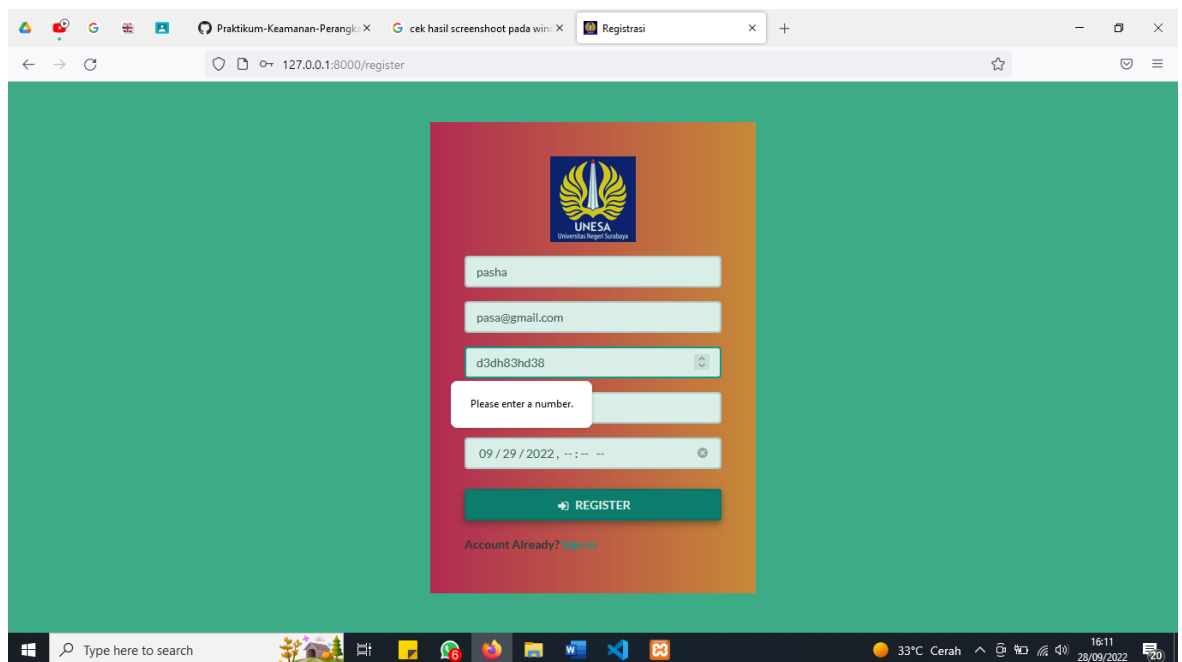 Praktikum-Keamanan-Perangka
cek hasil screenshoot pada wind
Registrasi
127.0.0.1:8000/register
UNESA
Universitas Negeri Surabaya
pasha
pasa@gmail.com
d3dh83hd38
Please enter a number.
09/29/2022, --:-- --
REGISTER
Account Already? Sign in
Type here to search
6
33°C Cerah
16:11
28/09/2022
20